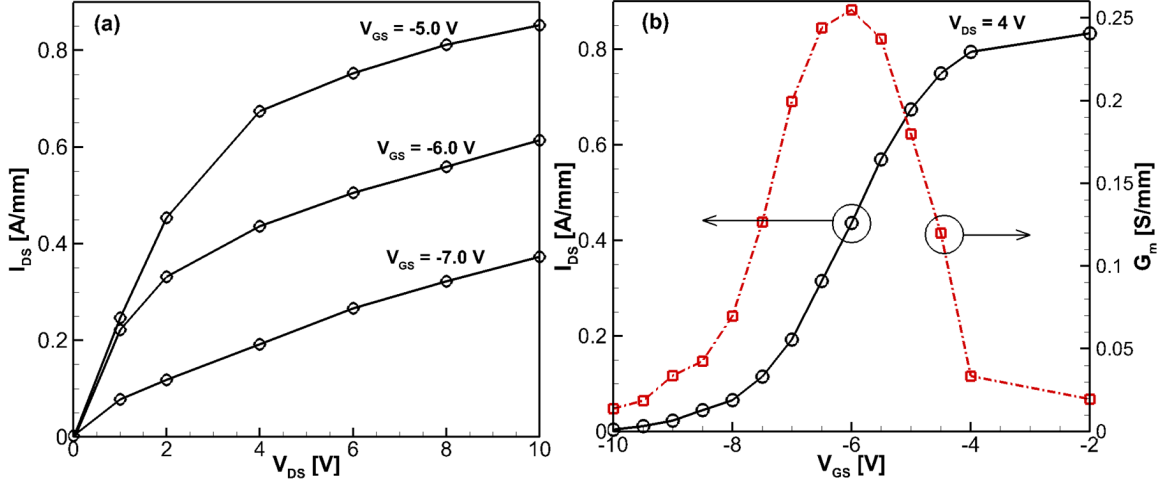 (a)
V_GS = -5.0 V
V_GS = -6.0 V
V_GS = -7.0 V
I_DS [A/mm]
0.8
0.6
0.4
0.2
0
0 2 4 6 8 10
V_DS [V]
(b)
V_DS = 4 V
I_DS [A/mm]
0.8
0.6
0.4
0.2
0
-10 -8 -6 -4 -2
V_GS [V]
0.25
0.2
0.15
0.1
0.05
0
G_m [S/mm]